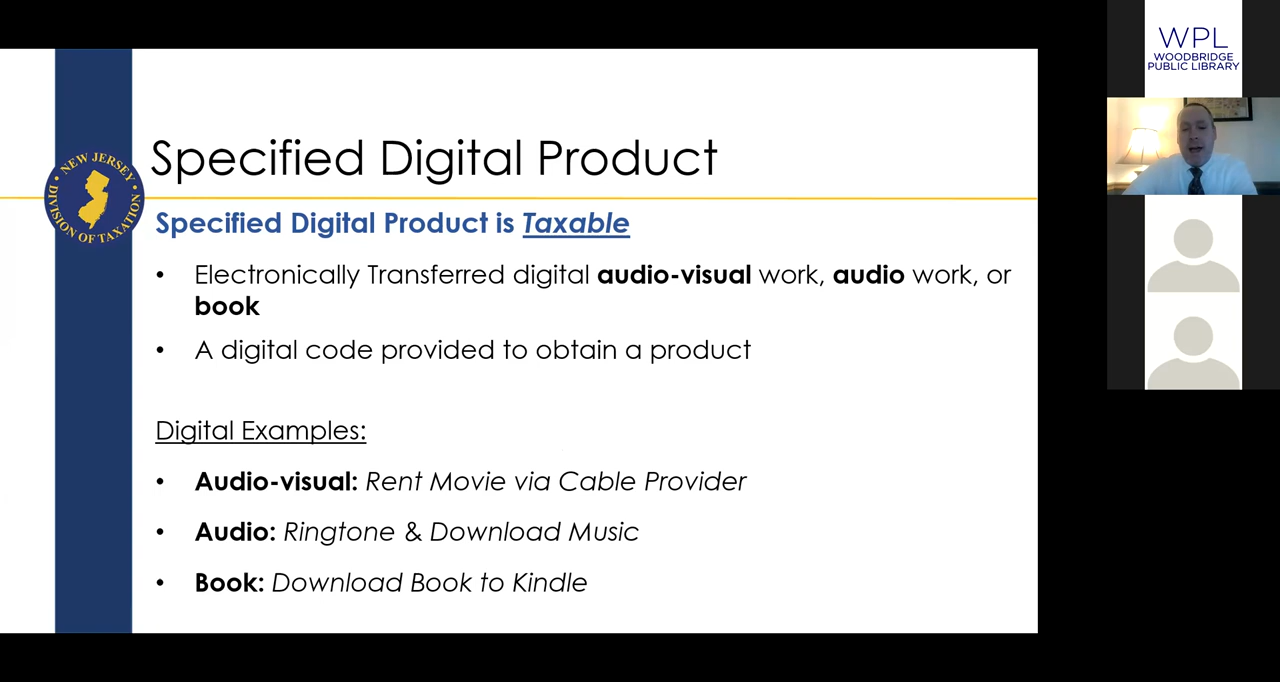 Specified Digital Product
NEW JERSEY
DIVISION OF TAXATION
Specified Digital Product is Taxable
• Electronically Transferred digital audio-visual work, audio work, or
book
• A digital code provided to obtain a product
Digital Examples:
• Audio-visual: Rent Movie via Cable Provider
• Audio: Ringtone & Download Music
• Book: Download Book to Kindle
WPL
WOODBRIDGE
PUBLIC LIBRARY